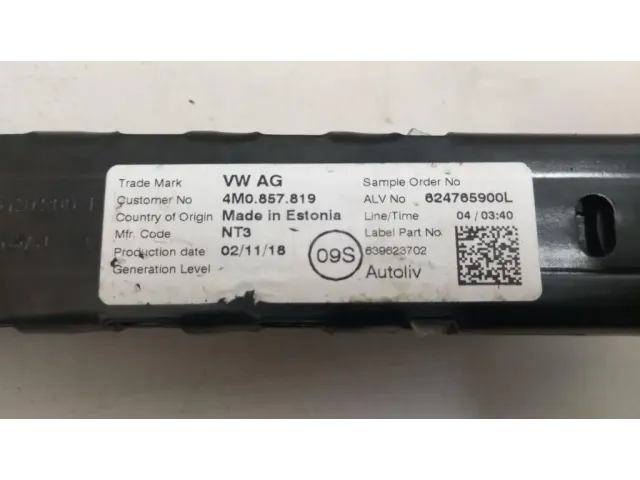 Trade Mark VW AG Sample Order No
Customer No 4M0.857.819 ALV No 624765900L
Country of Origin Made in Estonia Line/Time 04 / 03:40
Mfr. Code NT3 Label Part No
Production date 02/11/18 09S 639623702
Generation Level Autoliv